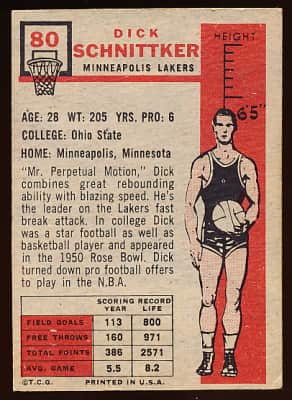 80
DICK
SCHNITTKER
MINNEAPOLIS LAKERS
HEIGHT
6'5"
AGE: 28 WT: 205 YRS. PRO: 6
COLLEGE: Ohio State
HOME: Minneapolis, Minnesota
"Mr. Perpetual Motion," Dick
combines great rebounding
ability with blazing speed. He's
the leader on the Lakers fast
break attack. In college Dick
was a star football as well as
basketball player and appeared
in the 1950 Rose Bowl. Dick
turned down pro football offers
to play in the N.B.A.
SCORING RECORD
YEAR LIFE
FIELD GOALS 113 800
FREE THROWS 160 971
TOTAL POINTS 386 2571
AVG. GAME 5.5 8.2
©T.C.G. PRINTED IN U.S.A.